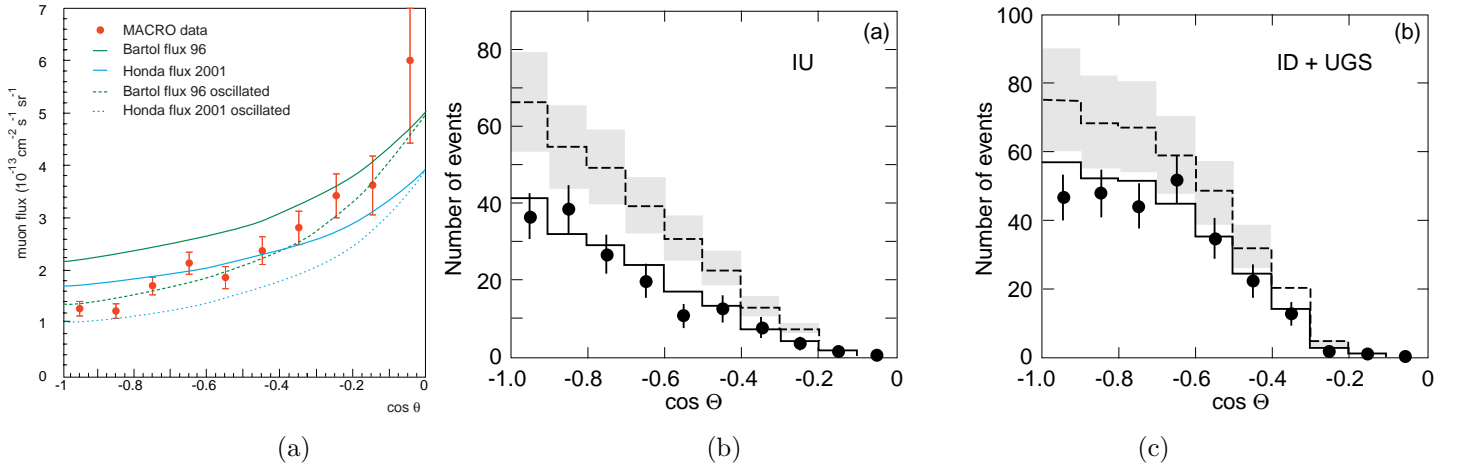 7
6
5
4
3
2
1
0
muon flux (10⁻¹³ cm⁻² s⁻¹ sr⁻¹
MACRO data
Bartol flux 96
Honda flux 2001
Bartol flux 96 oscillated
Honda flux 2001 oscillated
-1 -0.8 -0.6 -0.4 -0.2 0
cos θ
(a)
(a)
IU
Number of events
80
60
40
20
0
-1.0 -0.8 -0.6 -0.4 -0.2 0
cos Θ
(b)
(b)
ID + UGS
Number of events
100
80
60
40
20
0
-1.0 -0.8 -0.6 -0.4 -0.2 0
cos Θ
(c)